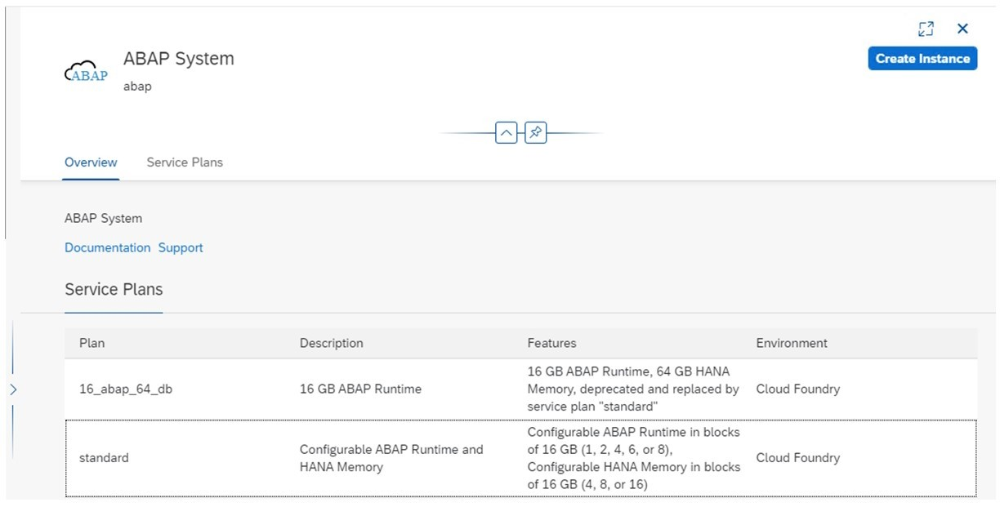 ABAP
ABAP System
abap
Create Instance
Overview
Service Plans
ABAP System
Documentation Support
Service Plans
Plan Description Features Environment
16_abap_64_db
16 GB ABAP Runtime
16 GB ABAP Runtime, 64 GB HANA
Memory, deprecated and replaced by
service plan "standard"
Cloud Foundry
standard
Configurable ABAP Runtime and
HANA Memory
Configurable ABAP Runtime in blocks
of 16 GB (1, 2, 4, 6, or 8),
Configurable HANA Memory in blocks
of 16 GB (4, 8, or 16)
Cloud Foundry